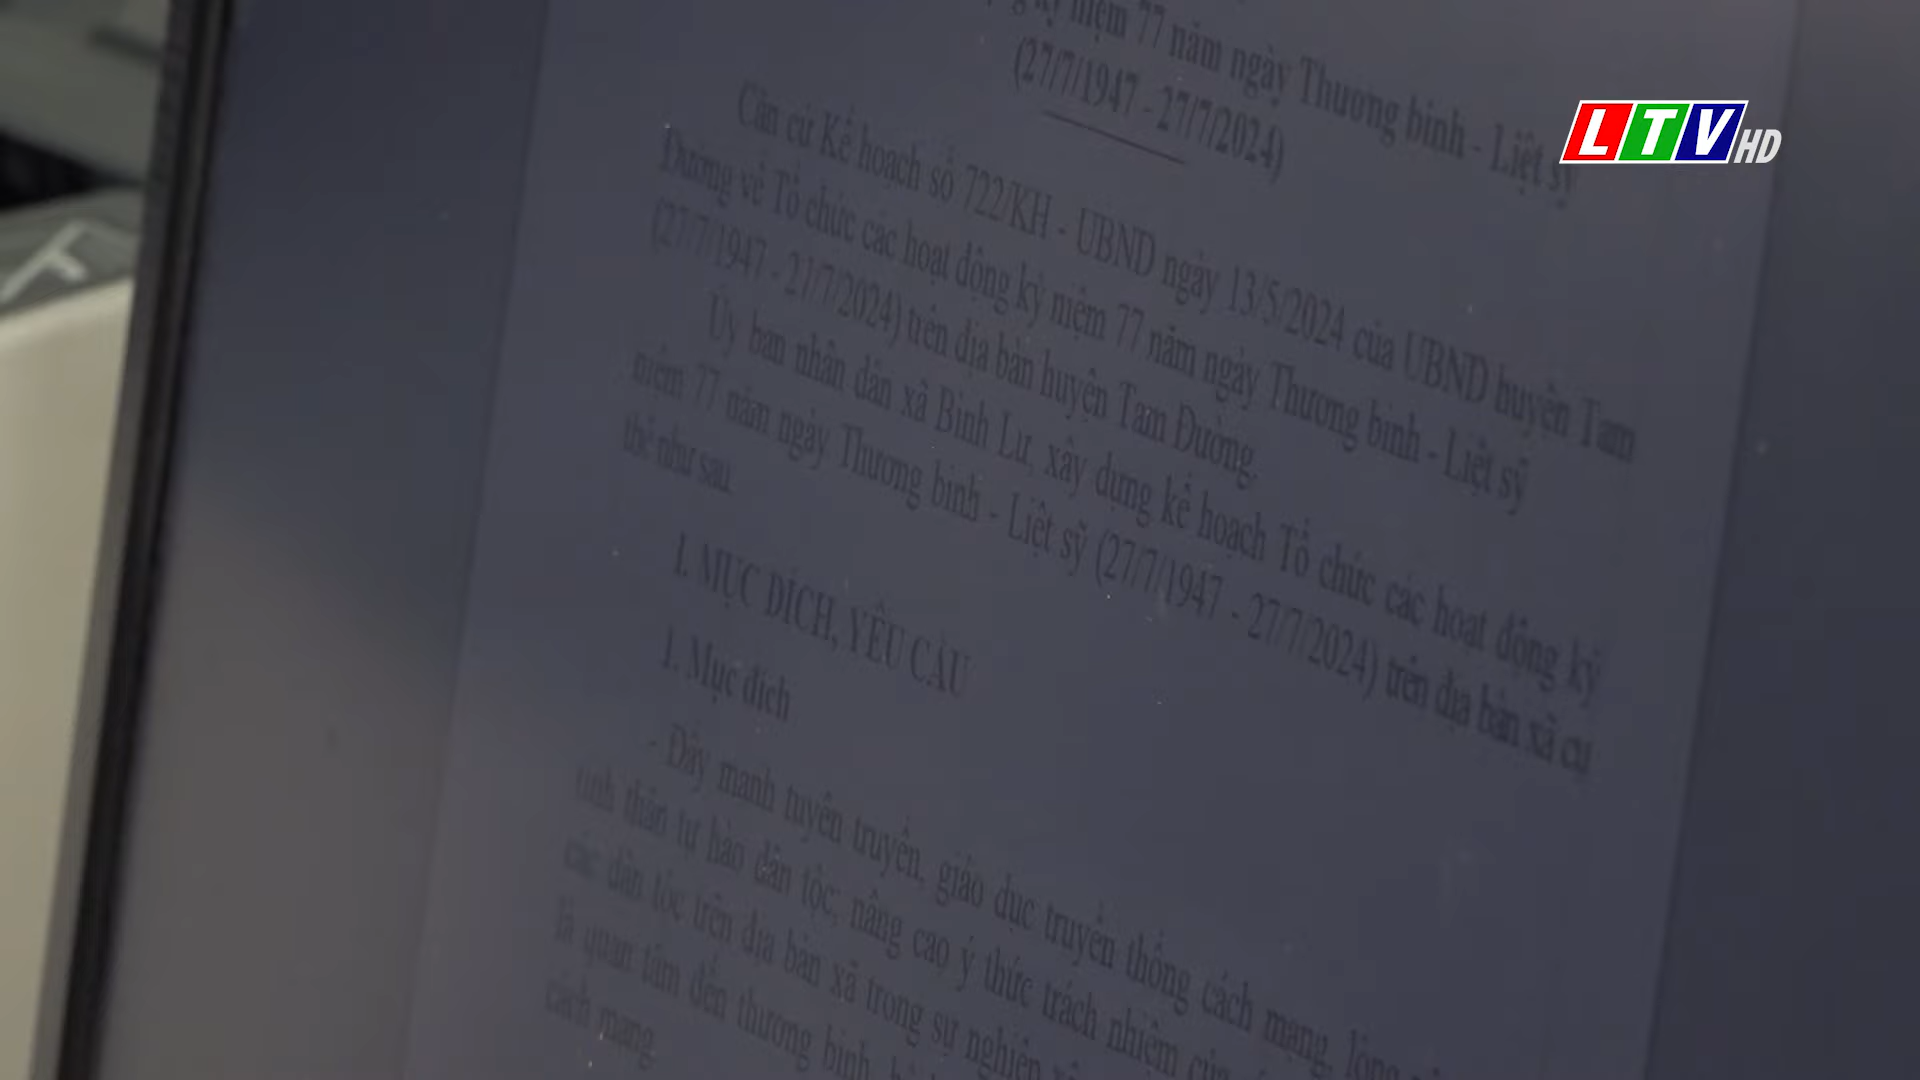 niệm 77 năm ngày Thương binh - Liệt sỹ
(27/7/1947 - 27/7/2024)
LTV HD
Căn cứ Kế hoạch số 722/KH - UBND ngày 13/5/2024 của UBND huyện Tam
Đường về Tổ chức các hoạt động kỷ niệm 77 năm ngày Thương binh - Liệt sỹ
(27/7/1947 - 27/7/2024) trên địa bàn huyện Tam Đường.
Ủy ban nhân dân xã Bình Lư, xây dựng kế hoạch Tổ chức các hoạt động kỷ
niệm 77 năm ngày Thương binh - Liệt sỹ (27/7/1947 - 27/7/2024) trên địa bàn xã cụ
thể như sau:
I. MỤC ĐÍCH, YÊU CẦU
1. Mục đích
- Đẩy mạnh tuyên truyền, giáo dục truyền thống cách mạng, lòng
tinh thần tự hào dân tộc, nâng cao ý thức trách nhiệm của
các dân tộc trên địa bàn xã trong sự nghiệp
là quan tâm đến thương binh,
cách mạng.